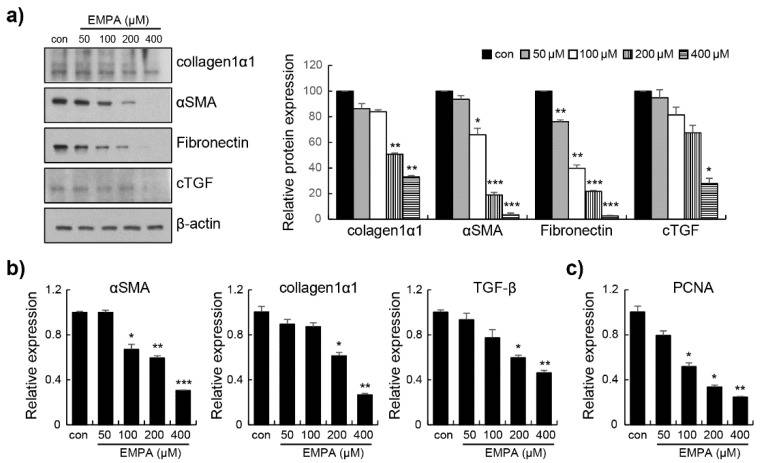 a)
EMPA (μM)
con 50 100 200 400
collagen1α1
αSMA
Fibronectin
cTGF
β-actin
con 50 μM 100 μM 200 μM 400 μM
Relative protein expression
120
100
80
60
40
20
0
** **
* *** ***
** ** *** ***
*
colagen1α1 αSMA Fibronectin cTGF
b)
αSMA
Relative expression
1.2
0.8
0.4
0
* ** ***
con 50 100 200 400
EMPA (μM)
collagen1α1
Relative expression
1.2
0.8
0.4
0
* **
con 50 100 200 400
EMPA (μM)
TGF-β
Relative expression
1.2
0.8
0.4
0
* **
con 50 100 200 400
EMPA (μM)
c)
PCNA
Relative expression
1.2
0.8
0.4
0
* * **
con 50 100 200 400
EMPA (μM)